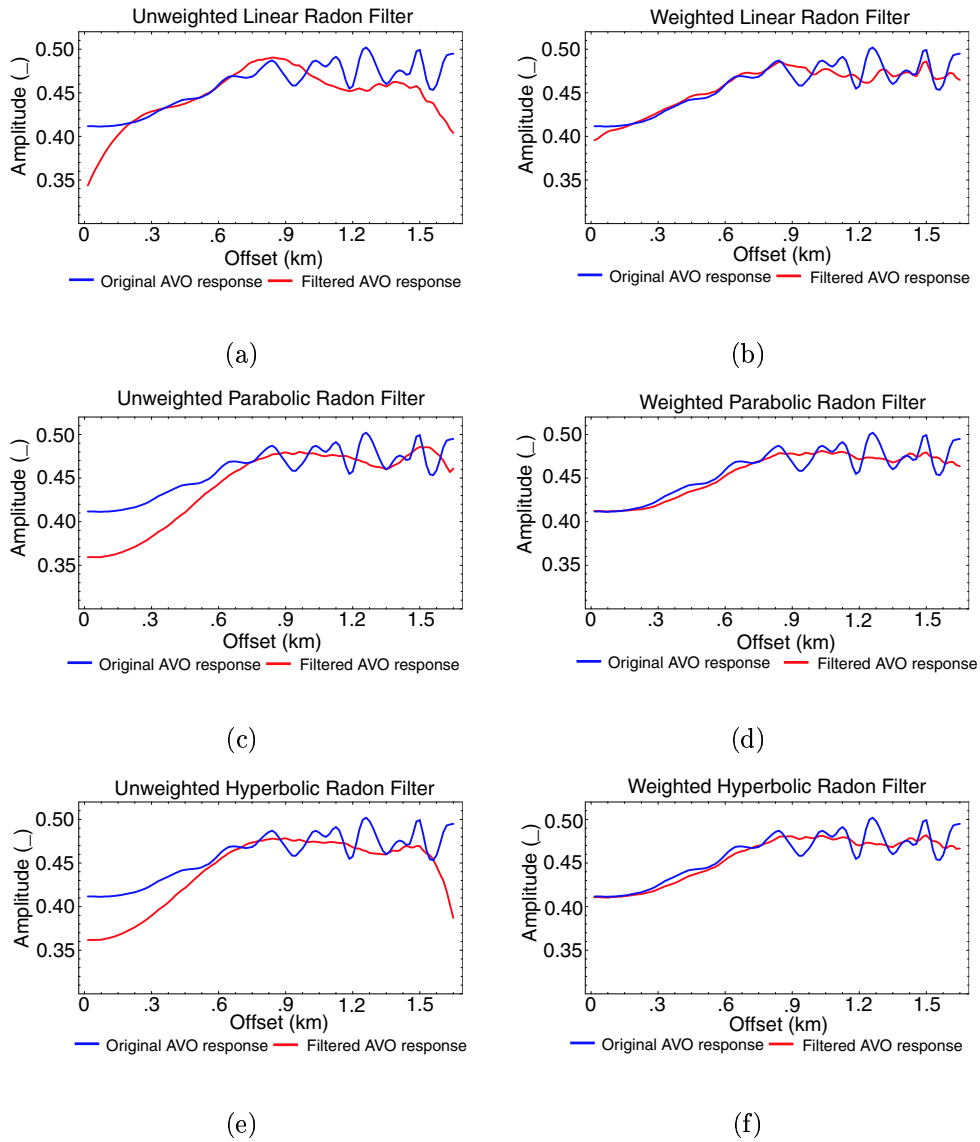 Unweighted Linear Radon Filter
Amplitude (_)
0.50
0.45
0.40
0.35
0 .3 .6 .9 1.2 1.5
Offset (km)
Original AVO response Filtered AVO response
(a)
Weighted Linear Radon Filter
Amplitude (_)
0.50
0.45
0.40
0.35
0 .3 .6 .9 1.2 1.5
Offset (km)
Original AVO response Filtered AVO response
(b)
Unweighted Parabolic Radon Filter
Amplitude (_)
0.50
0.45
0.40
0.35
0 .3 .6 .9 1.2 1.5
Offset (km)
Original AVO response Filtered AVO response
(c)
Weighted Parabolic Radon Filter
Amplitude (_)
0.50
0.45
0.40
0.35
0 .3 .6 .9 1.2 1.5
Offset (km)
Original AVO response Filtered AVO response
(d)
Unweighted Hyperbolic Radon Filter
Amplitude (_)
0.50
0.45
0.40
0.35
0 .3 .6 .9 1.2 1.5
Offset (km)
Original AVO response Filtered AVO response
(e)
Weighted Hyperbolic Radon Filter
Amplitude (_)
0.50
0.45
0.40
0.35
0 .3 .6 .9 1.2 1.5
Offset (km)
Original AVO response Filtered AVO response
(f)